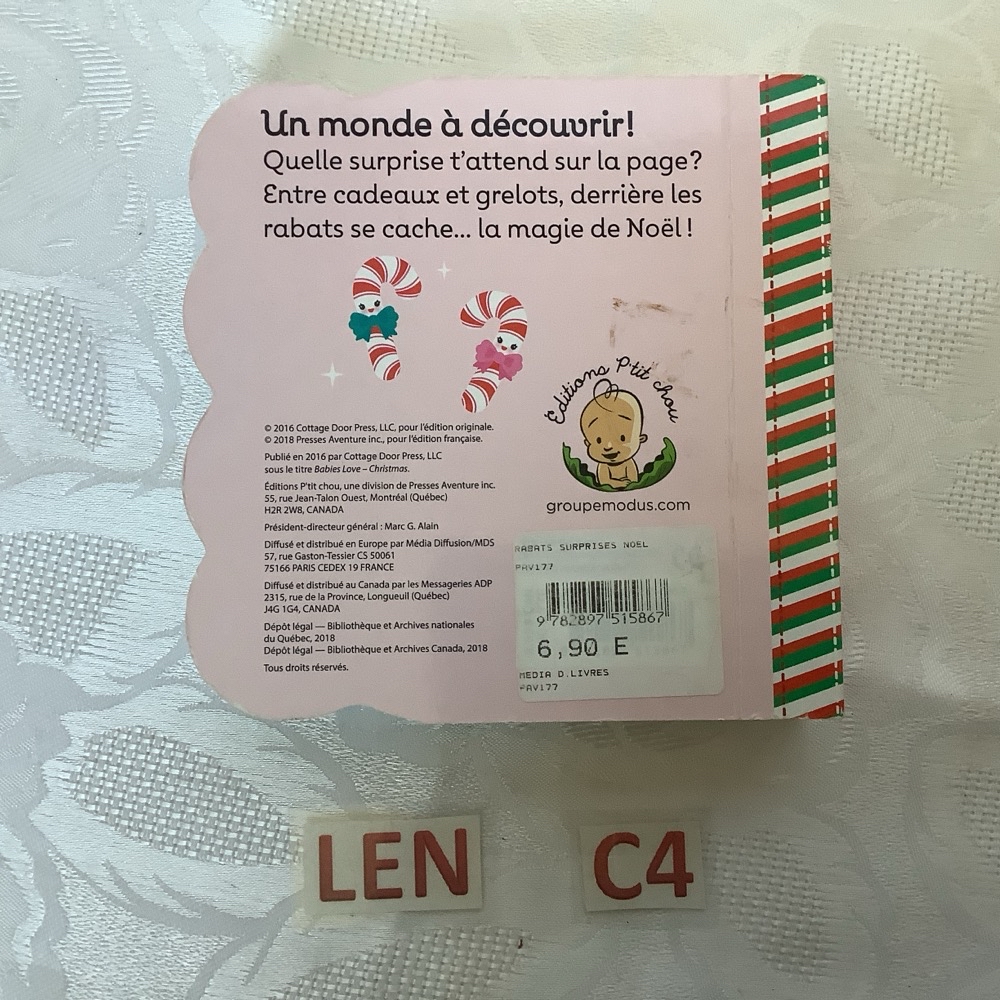 Un monde à découvrir!
Quelle surprise t'attend sur la page?
Entre cadeaux et grelots, derrière les
rabats se cache... la magie de Noël !
© 2016 Cottage Door Press, LLC, pour l'édition originale.
© 2018 Presses Aventure inc., pour l'édition française.
Publié en 2016 par Cottage Door Press, LLC
sous le titre Babies Love – Christmas.
Éditions P'tit chou, une division de Presses Aventure inc.
55, rue Jean-Talon Ouest, Montréal (Québec)
H2R 2W8, CANADA
Président-directeur général : Marc G. Alain
Diffusé et distribué en Europe par Média Diffusion/MDS
57, rue Gaston-Tessier CS 50061
75166 PARIS CEDEX 19 FRANCE
Diffusé et distribué au Canada par les Messageries ADP
2315, rue de la Province, Longueuil (Québec)
J4G 1G4, CANADA
Dépôt légal — Bibliothèque et Archives nationales
du Québec, 2018
Dépôt légal — Bibliothèque et Archives Canada, 2018
Tous droits réservés.
Éditions P'tit chou
groupemodus.com
RABATS SURPRISES NOEL
PAV177
9 782897 515867
6,90 E
MEDIA D.LIVRES
PAV177
LEN C4